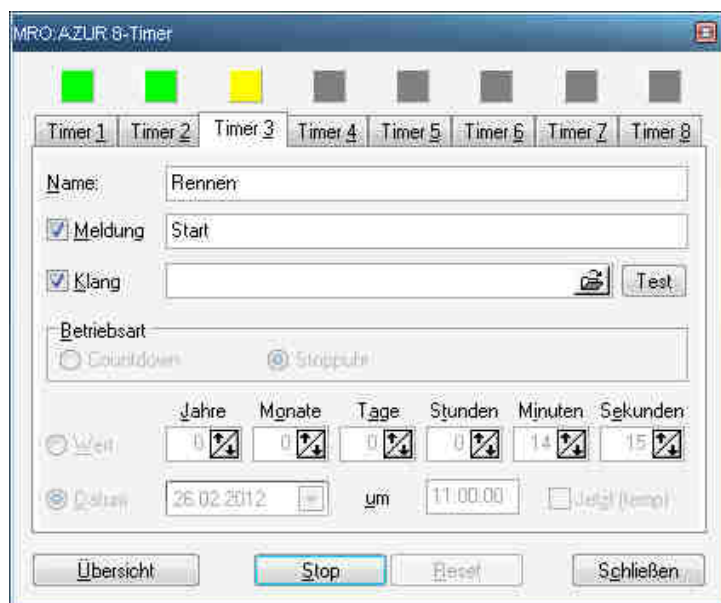 MRO:AZUR 8-Timer
Timer 1 Timer 2 Timer 3 Timer 4 Timer 5 Timer 6 Timer 7 Timer 8
Name: Rennen
Meldung Start
Klang Test
Betriebsart
Countdown Stoppuhr
Jahre Monate Tage Stunden Minuten Sekunden
Wert 0 0 0 0 14 15
Datum 26.02.2012 um 11:00:00 Jetzt (temp)
Übersicht Stop Reset Schließen